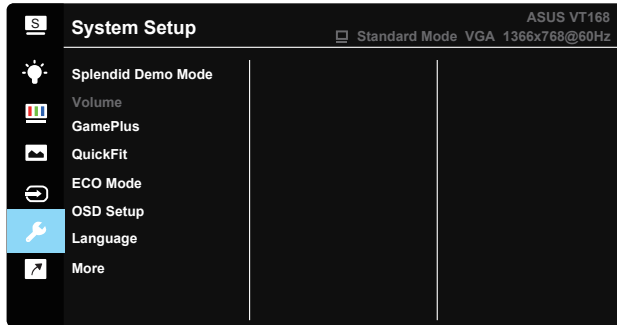 S
System Setup
ASUS VT168
Standard Mode VGA 1366x768@60Hz
Splendid Demo Mode
Volume
GamePlus
QuickFit
ECO Mode
OSD Setup
Language
More